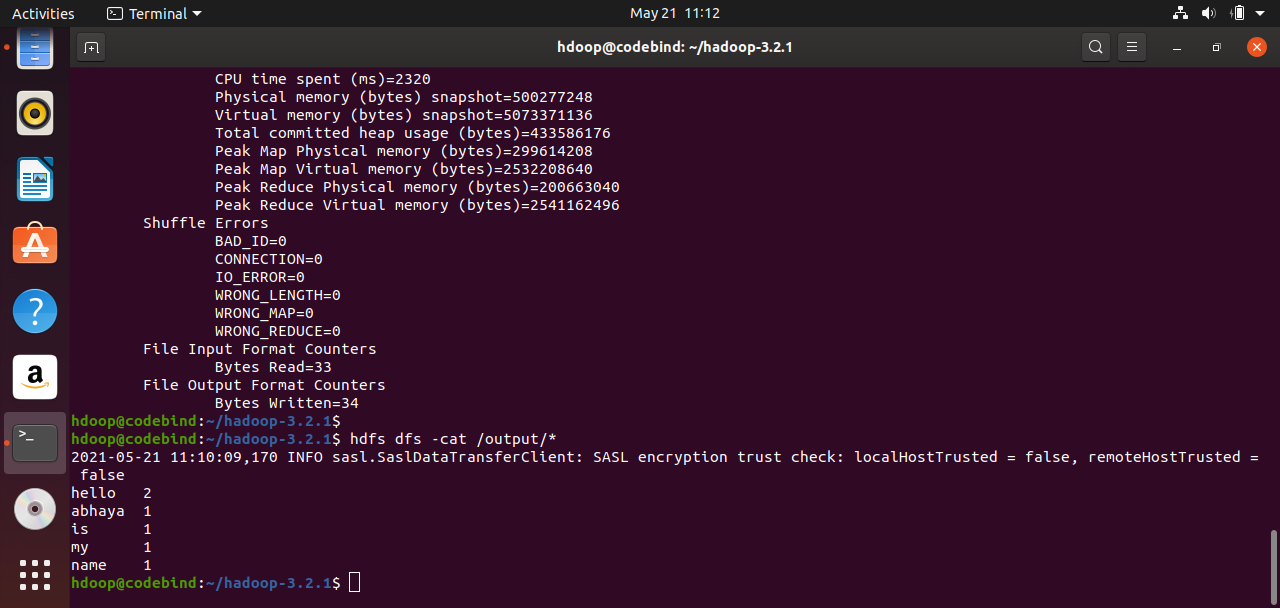 Activities Terminal May 21 11:12
hdoop@codebind: ~/hadoop-3.2.1
CPU time spent (ms)=2320
Physical memory (bytes) snapshot=500277248
Virtual memory (bytes) snapshot=5073371136
Total committed heap usage (bytes)=433586176
Peak Map Physical memory (bytes)=299614208
Peak Map Virtual memory (bytes)=2532208640
Peak Reduce Physical memory (bytes)=200663040
Peak Reduce Virtual memory (bytes)=2541162496
Shuffle Errors
BAD_ID=0
CONNECTION=0
IO_ERROR=0
WRONG_LENGTH=0
WRONG_MAP=0
WRONG_REDUCE=0
File Input Format Counters
Bytes Read=33
File Output Format Counters
Bytes Written=34
hdoop@codebind:~/hadoop-3.2.1$
hdoop@codebind:~/hadoop-3.2.1$ hdfs dfs -cat /output/*
2021-05-21 11:10:09,170 INFO sasl.SaslDataTransferClient: SASL encryption trust check: localHostTrusted = false, remoteHostTrusted =
false
hello 2
abhaya 1
is 1
my 1
name 1
hdoop@codebind:~/hadoop-3.2.1$